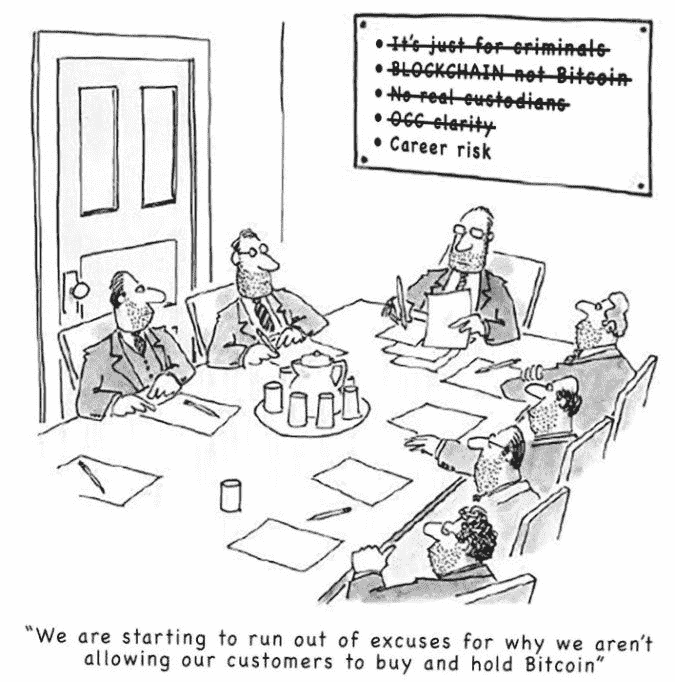 • It's just for criminals
• BLOCKCHAIN not Bitcoin
• No real custodians
• OCC clarity
• Career risk
"We are starting to run out of excuses for why we aren't
allowing our customers to buy and hold Bitcoin"